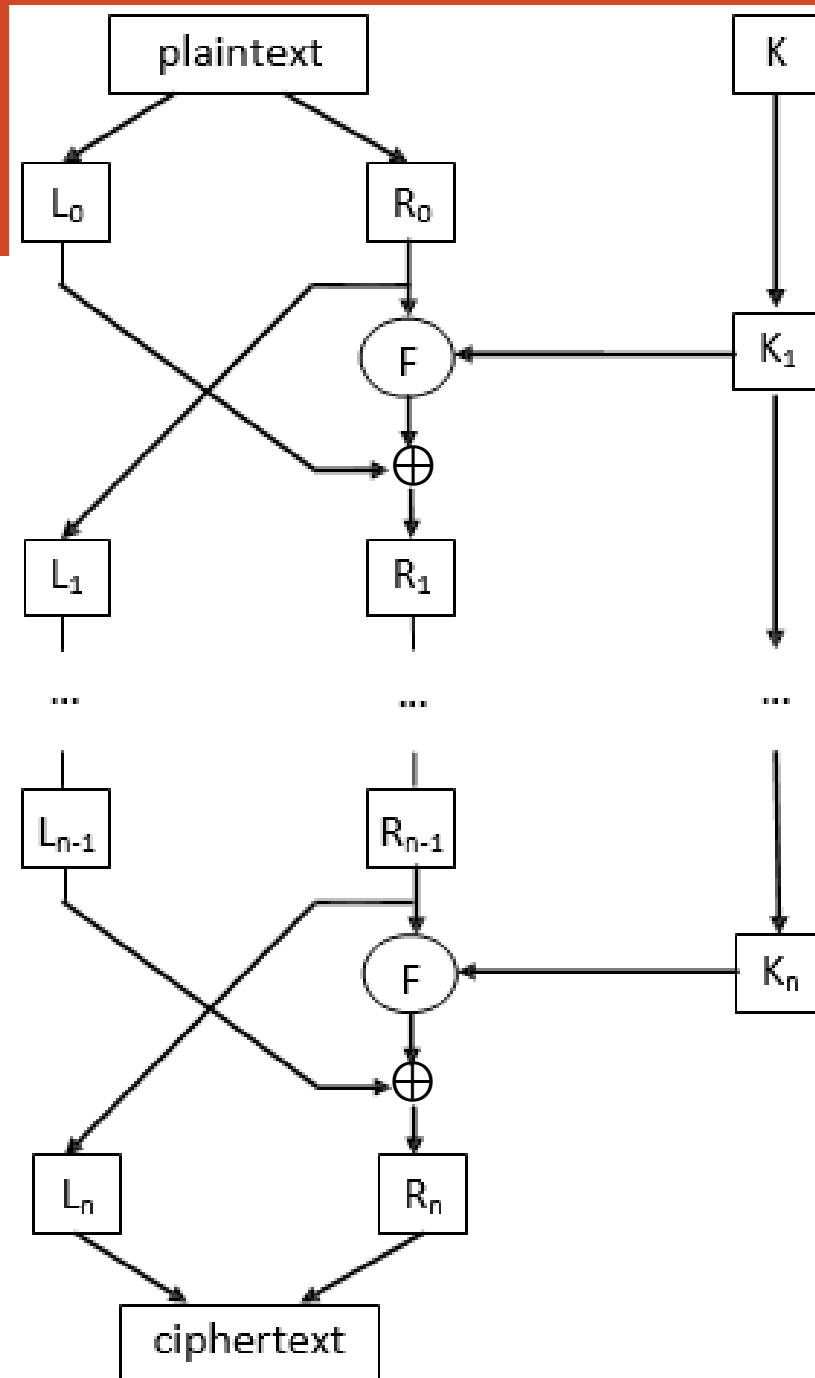 plaintext
K
L₀
R₀
F
K₁
L₁
R₁
...
...
...
Lₙ₋₁
Rₙ₋₁
F
Kₙ
Lₙ
Rₙ
ciphertext